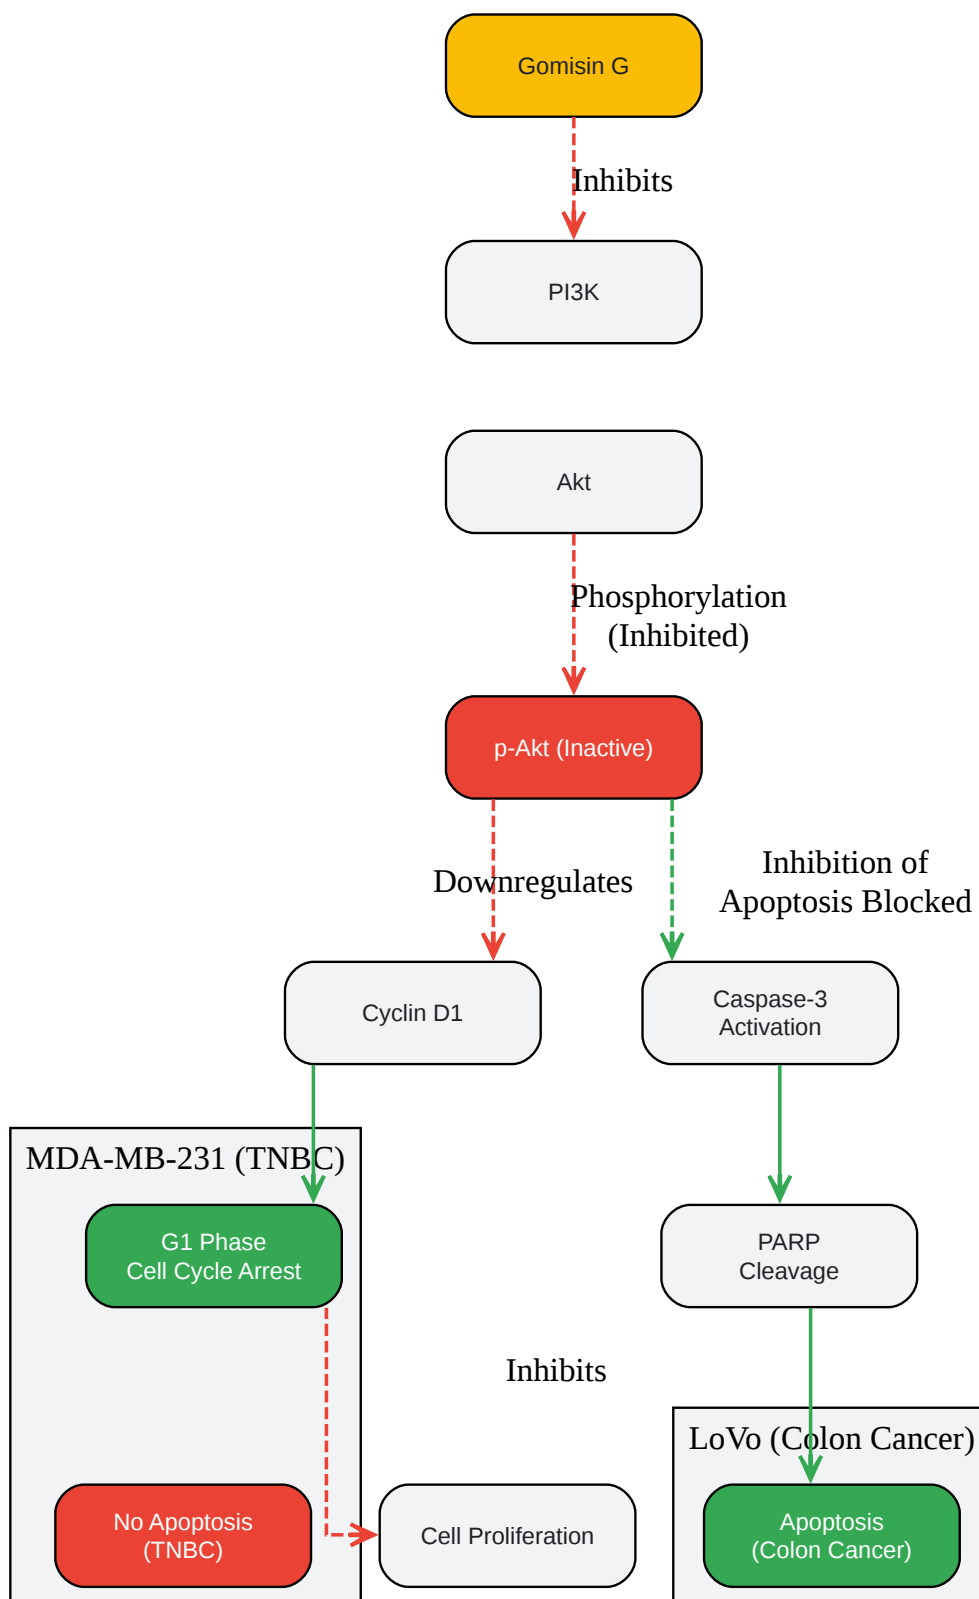 Gomisin G
Inhibits
PI3K
Akt
Phosphorylation
(Inhibited)
p-Akt (Inactive)
Downregulates
Inhibition of
Apoptosis Blocked
Cyclin D1
Caspase-3
Activation
MDA-MB-231 (TNBC)
G1 Phase
Cell Cycle Arrest
PARP
Cleavage
Inhibits
LoVo (Colon Cancer)
No Apoptosis
(TNBC)
Cell Proliferation
Apoptosis
(Colon Cancer)